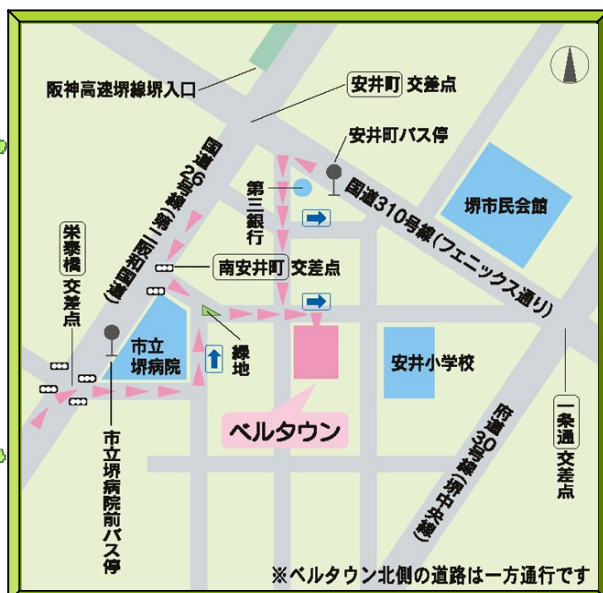 阪神高速堺線堺入口
安井町 交差点
安井町バス停
国道26号線(第二阪和国道)
第三銀行
国道310号線(フェニックス通り)
堺市民会館
栄泰橋 交差点
南安井町 交差点
市立
堺病院
緑地
安井小学校
ベルタウン
市立堺病院前バス停
府道30号線(堺中央線)
一条通 交差点
※ベルタウン北側の道路は一方通行です